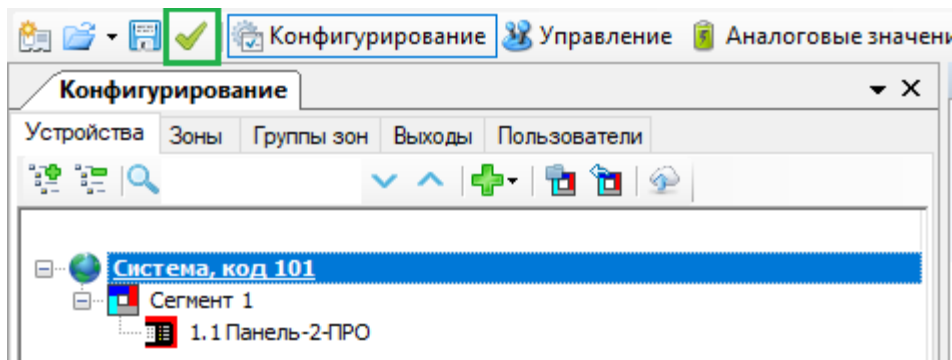 Конфигурирование Управление Аналоговые
Конфигурирование
Устройства Зоны Группы зон Выходы Пользователи
Система, код 101
Сегмент 1
1.1 Панель-2-ПРО